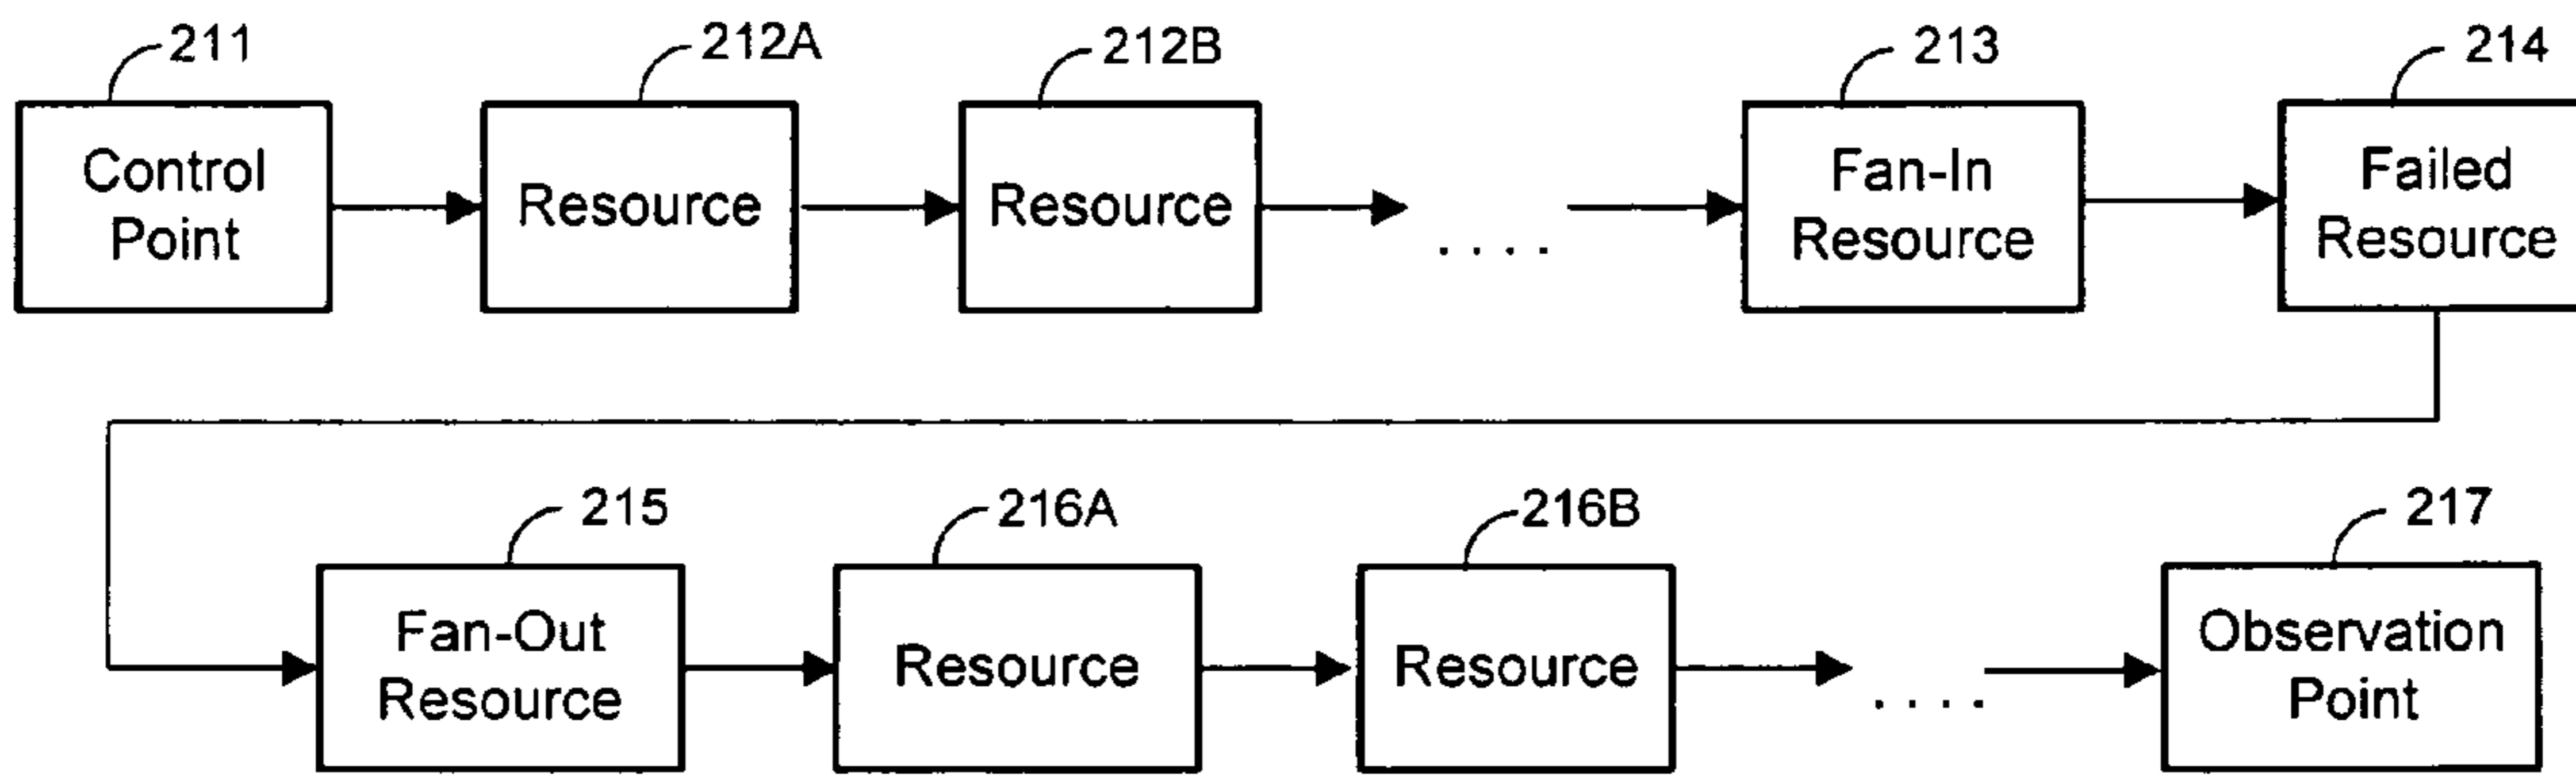 211
212A
212B
213
214
Control
Point
Resource
Resource
. . . .
Fan-In
Resource
Failed
Resource
215
216A
216B
217
Fan-Out
Resource
Resource
Resource
. . . .
Observation
Point